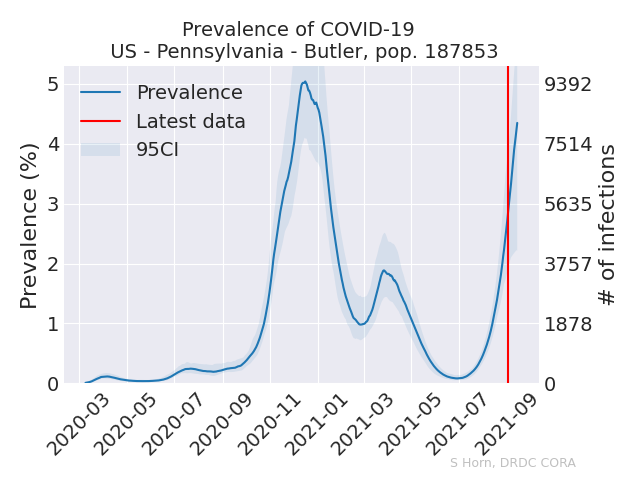 Prevalence of COVID-19
US - Pennsylvania - Butler, pop. 187853
Prevalence
Latest data
95CI
Prevalence (%)
5
4
3
2
1
0
9392
7514
5635
3757
1878
0
# of infections
2020-03
2020-05
2020-07
2020-09
2020-11
2021-01
2021-03
2021-05
2021-07
2021-09
S Horn, DRDC CORA